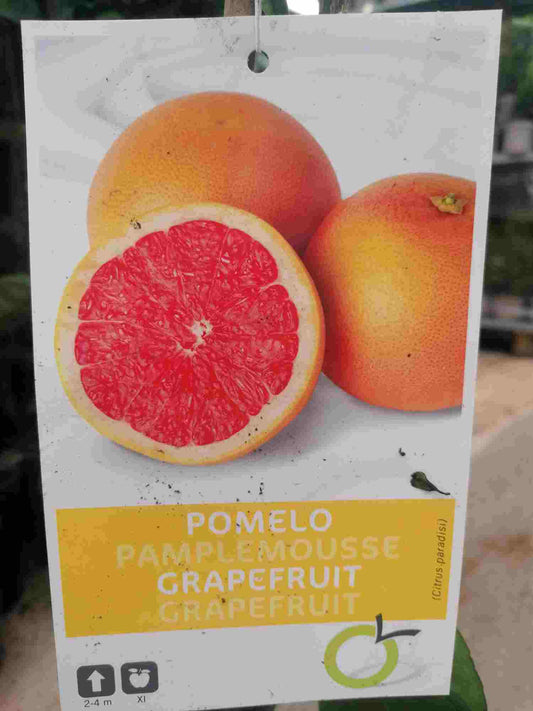 POMELO
PAMPLEMOUSSE
GRAPEFRUIT
GRAPEFRUIT
(Citrus paradisi)
2-4 m
XI